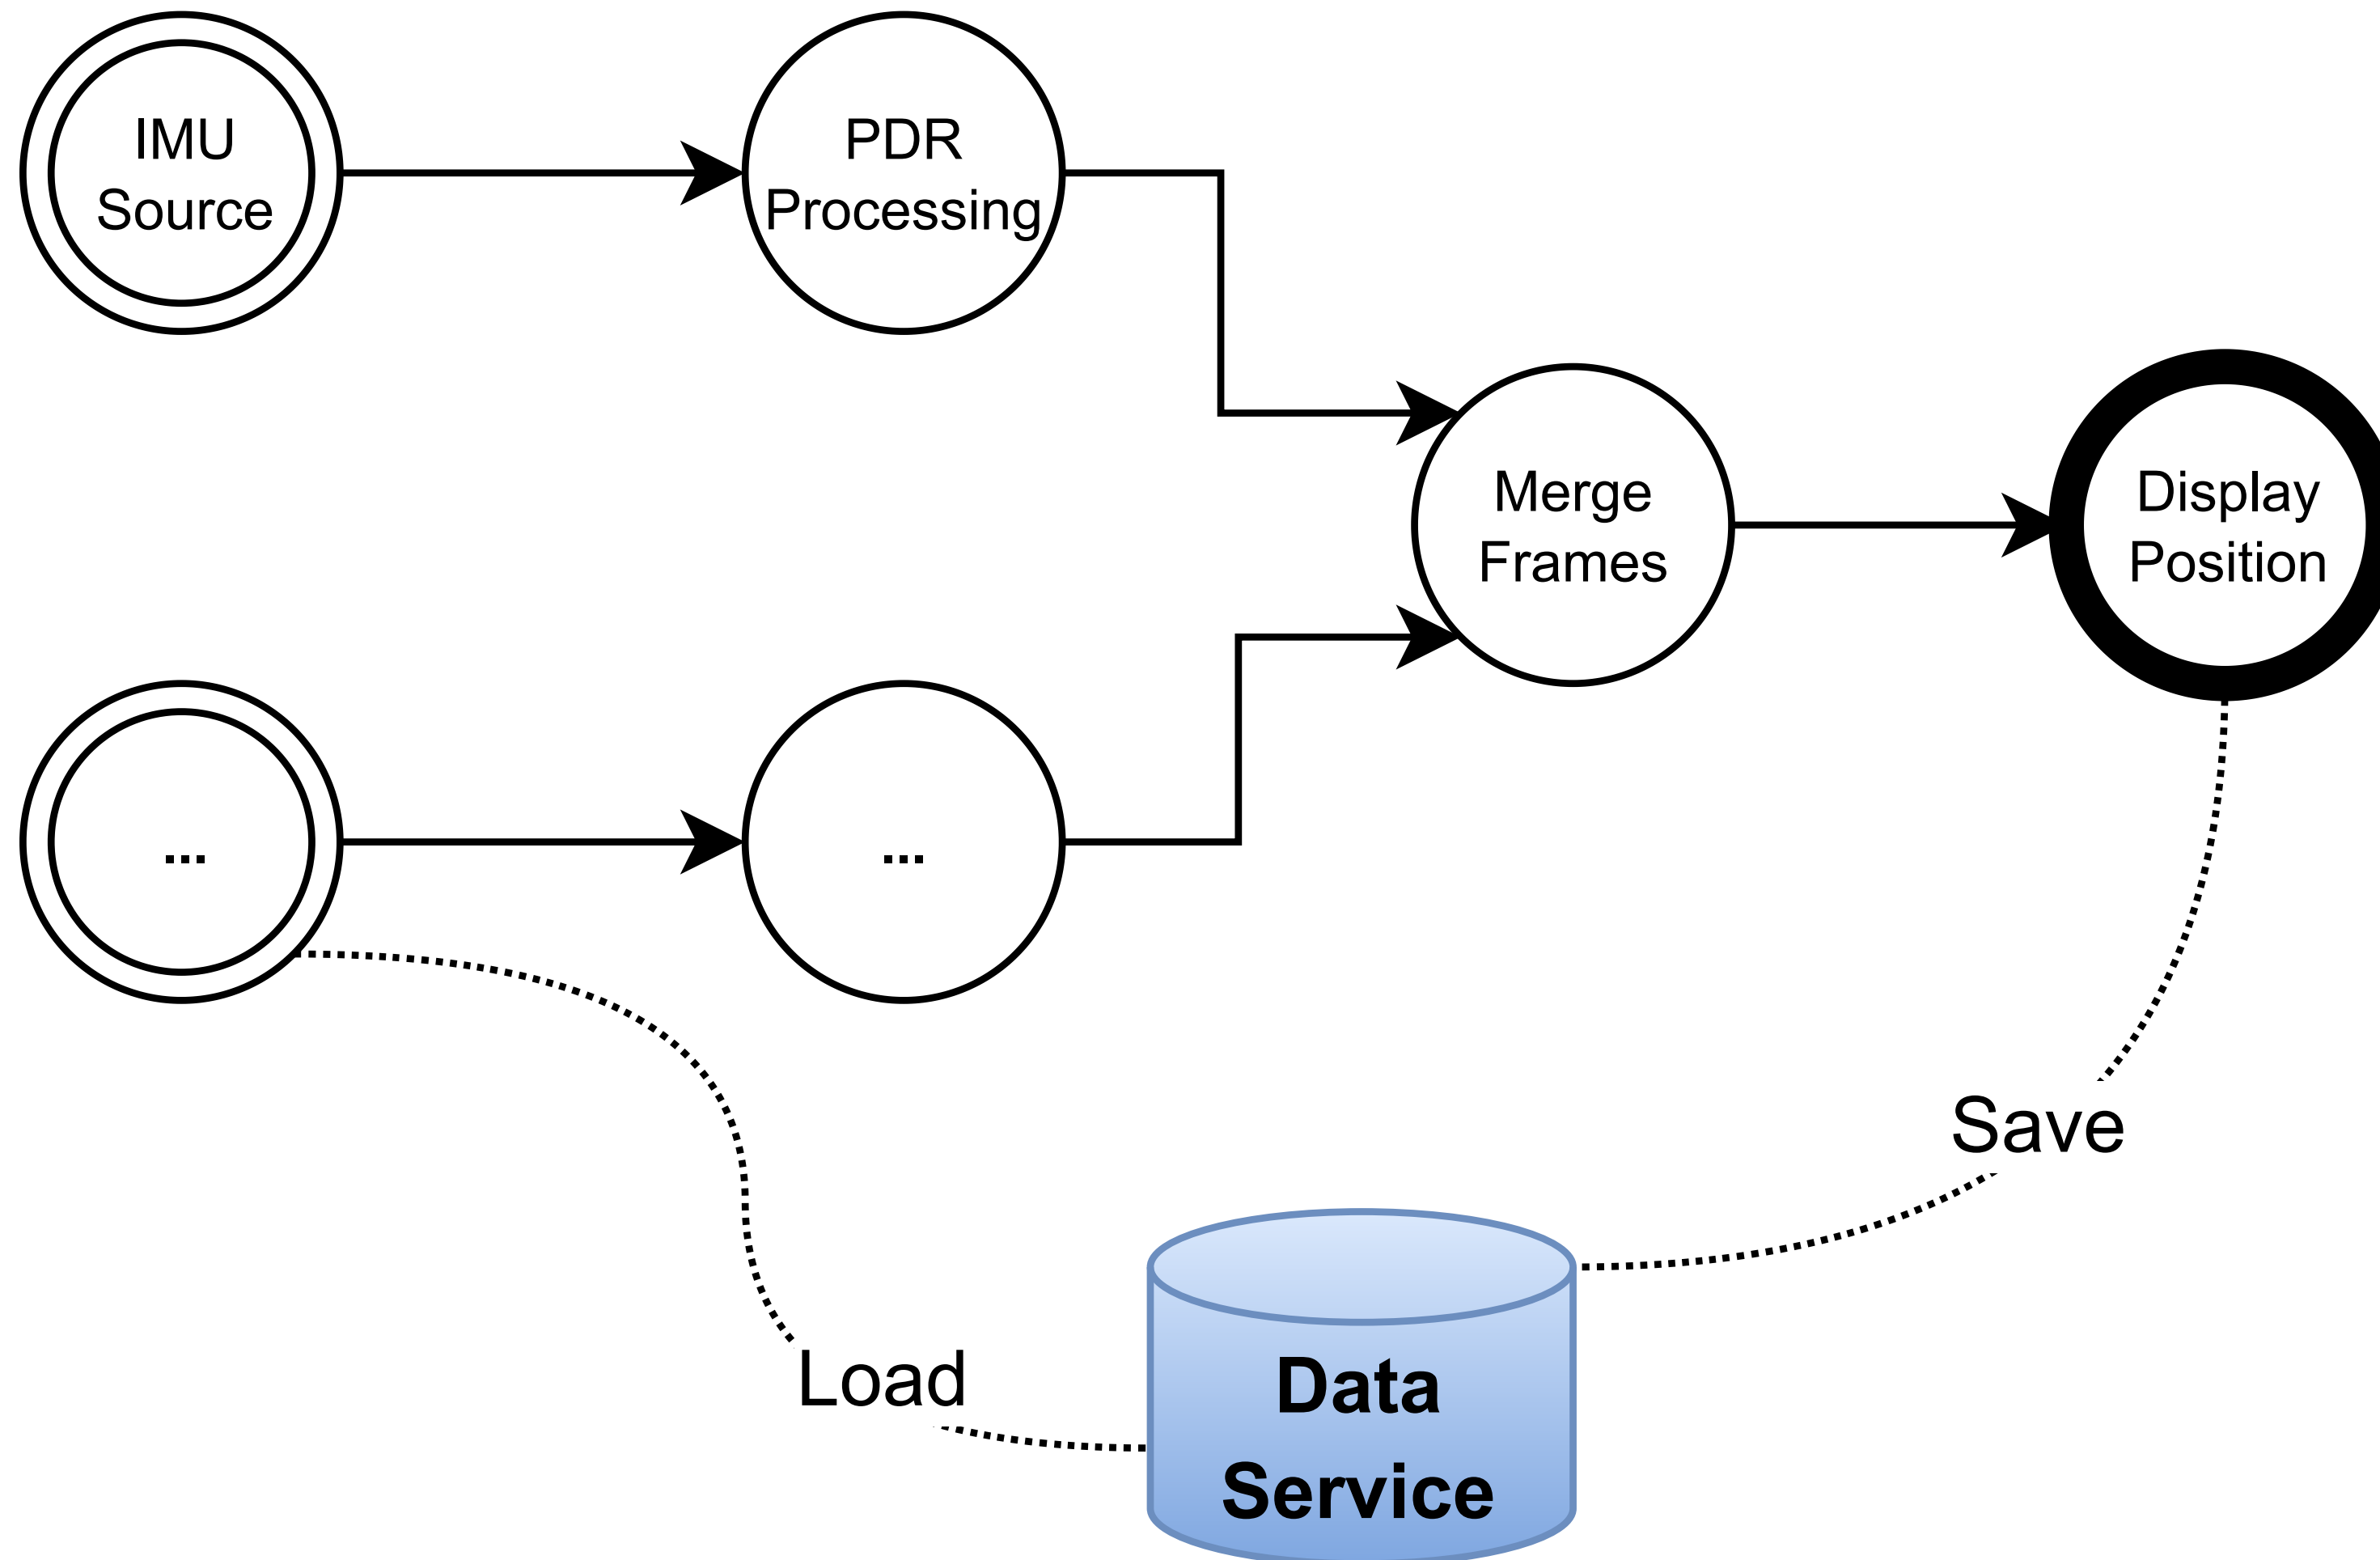 IMU
Source
PDR
Processing
Merge
Frames
Display
Position
...
...
Save
Load
Data
Service